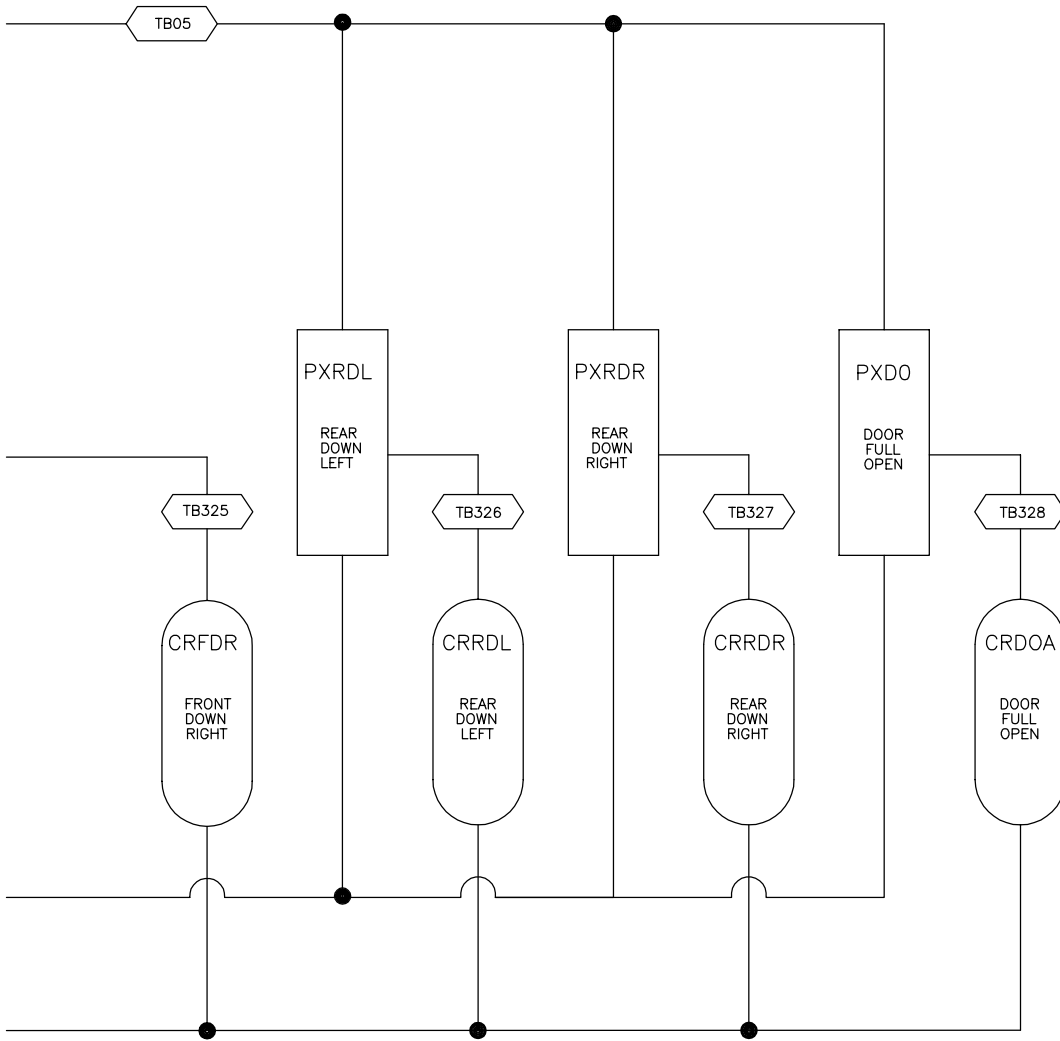 TB05
PXRDL
REAR
DOWN
LEFT
PXRDR
REAR
DOWN
RIGHT
PXDO
DOOR
FULL
OPEN
TB325
TB326
TB327
TB328
CRFDR
FRONT
DOWN
RIGHT
CRRDL
REAR
DOWN
LEFT
CRRDR
REAR
DOWN
RIGHT
CRDOA
DOOR
FULL
OPEN